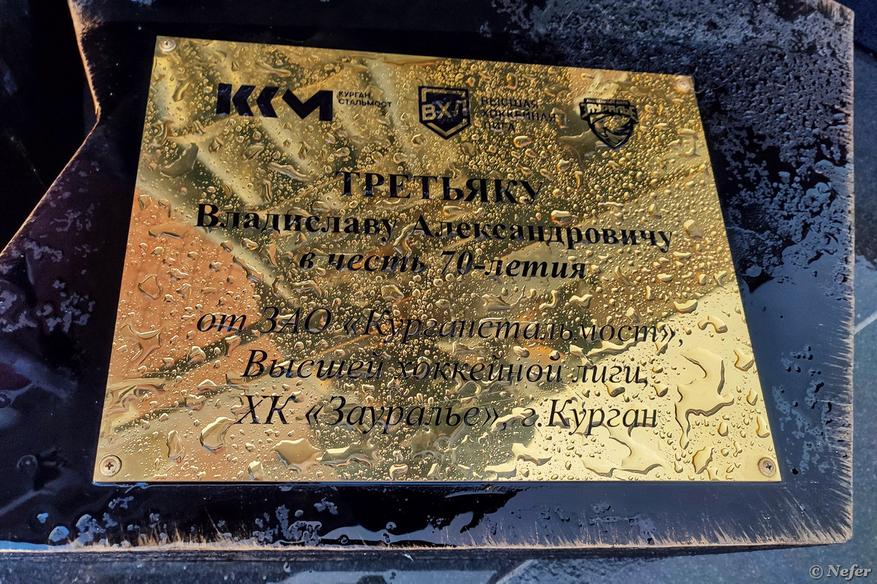 ККМ
КУРГАН
СТАЛЬМОСТ
ВХЛ
ВЫСШАЯ
ХОККЕЙНАЯ
ЛИГА
ТРЕТЬЯКУ
Владиславу Александровичу
в честь 70-летия
от ЗАО «Курганстальмост»,
Высшей хоккейной лиги,
ХК «Зауралье», г.Курган
© Nefer